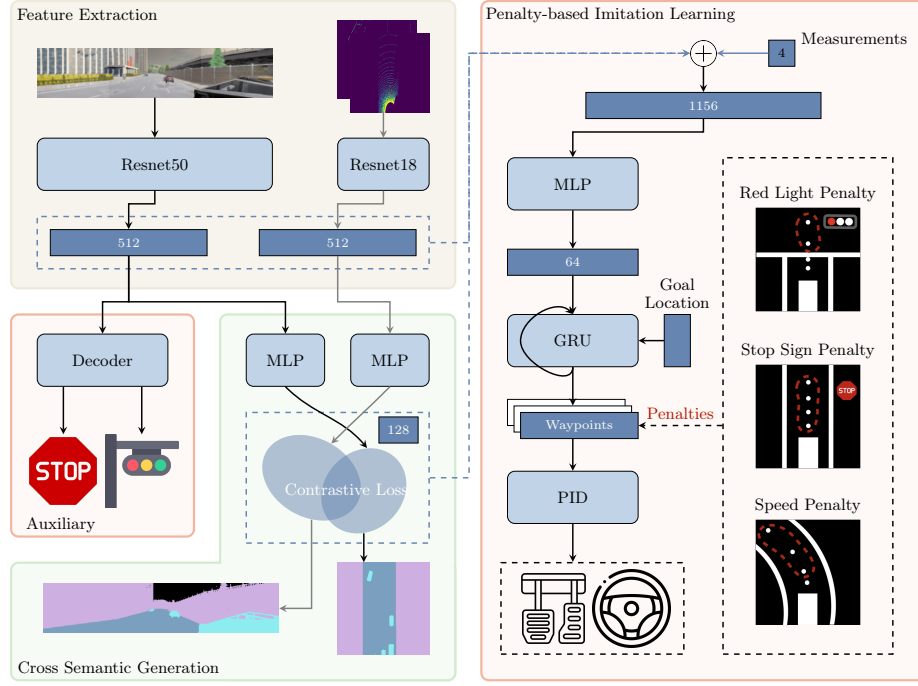 Feature Extraction
Resnet50
Resnet18
512
512
Decoder
STOP
Auxiliary
MLP
MLP
128
Contrastive Loss
Cross Semantic Generation
Penalty-based Imitation Learning
4
Measurements
1156
MLP
64
Goal
Location
GRU
Waypoints
Penalties
PID
Red Light Penalty
Stop Sign Penalty
STOP
Speed Penalty